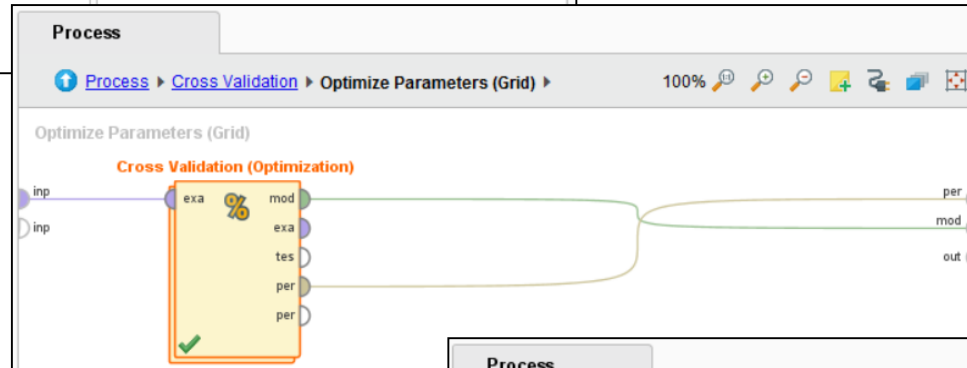 Process
Process Cross Validation Optimize Parameters (Grid) 100%
Optimize Parameters (Grid)
Cross Validation (Optimization)
inp exa % mod per
inp exa mod
tes out
per
per
Process